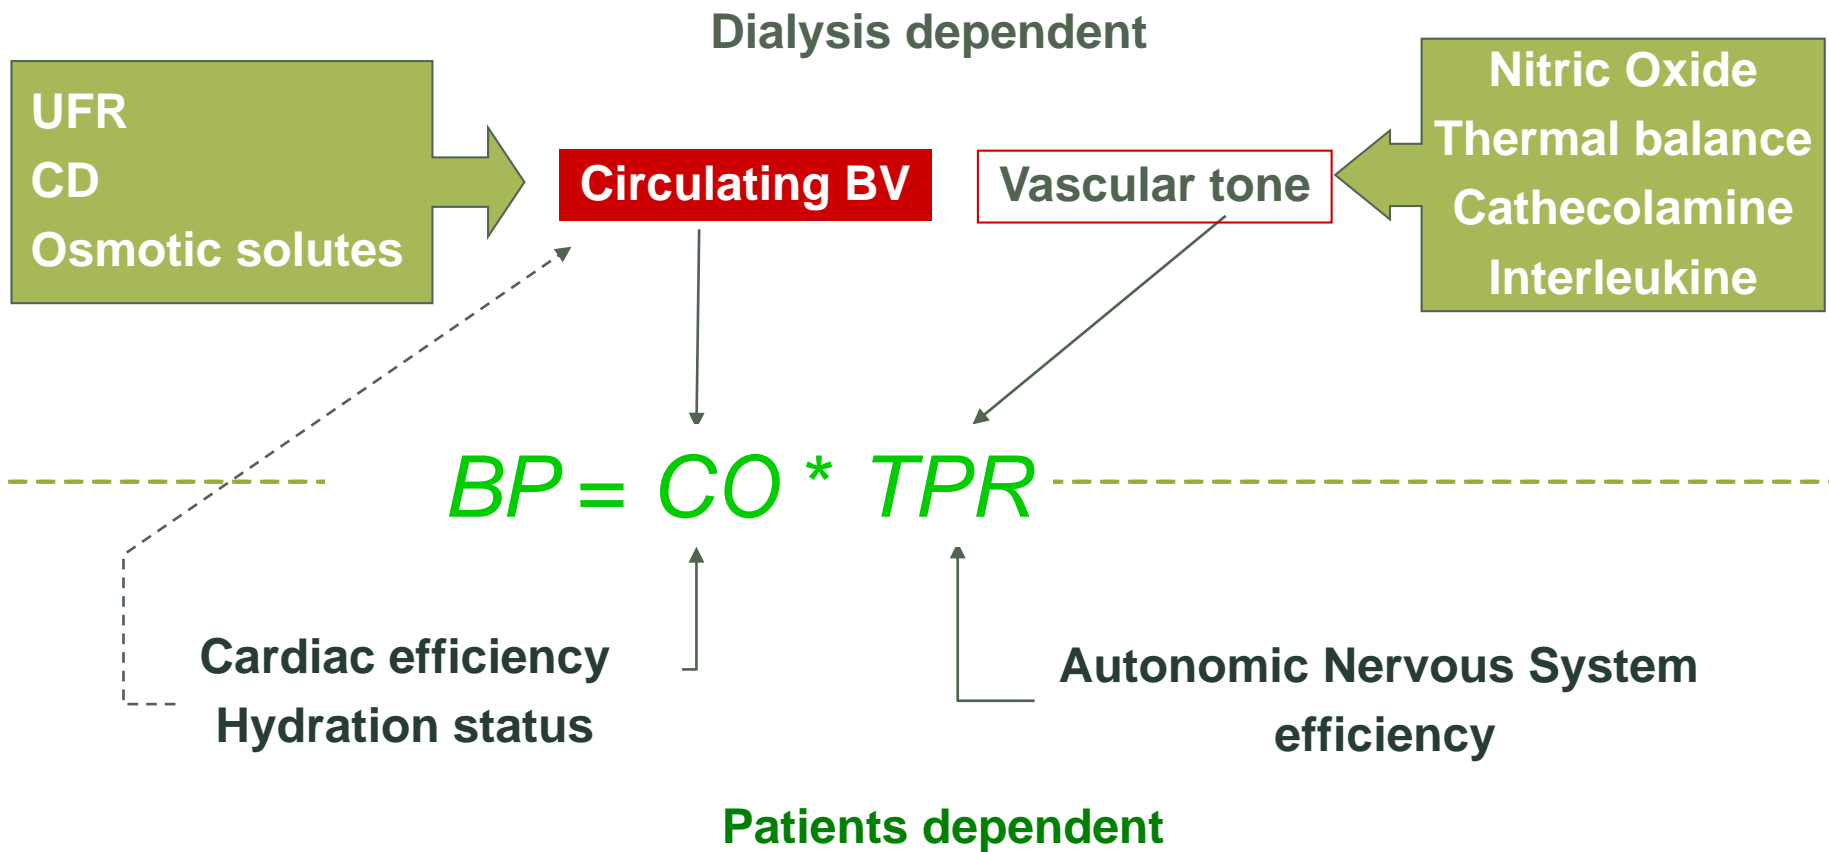 Dialysis dependent
UFR
CD
Osmotic solutes
Circulating BV
Vascular tone
Nitric Oxide
Thermal balance
Cathecolamine
Interleukine
BP = CO * TPR
Cardiac efficiency
Hydration status
Autonomic Nervous System
efficiency
Patients dependent